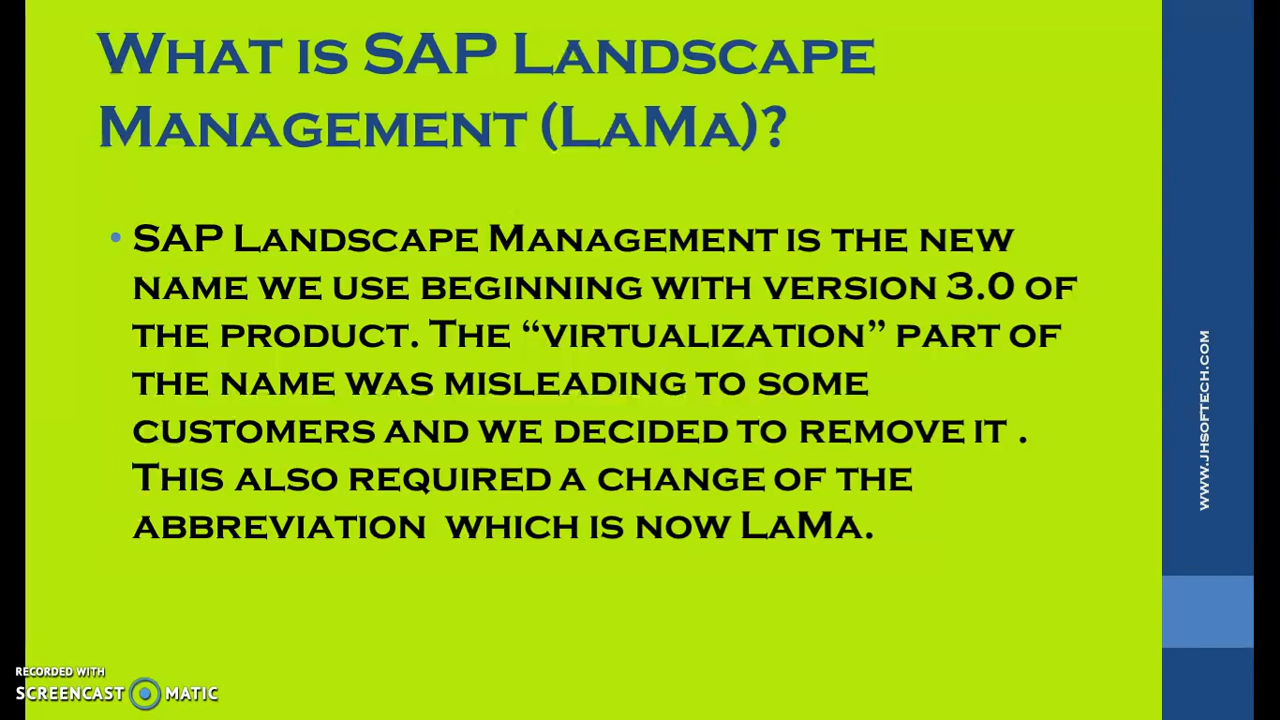 What is SAP Landscape
Management (LaMa)?
• SAP Landscape Management is the new
name we use beginning with version 3.0 of
the product. The “virtualization” part of
the name was misleading to some
customers and we decided to remove it .
This also required a change of the
abbreviation which is now LaMa.
www.jhsoftech.com
RECORDED WITH
SCREENCAST MATIC